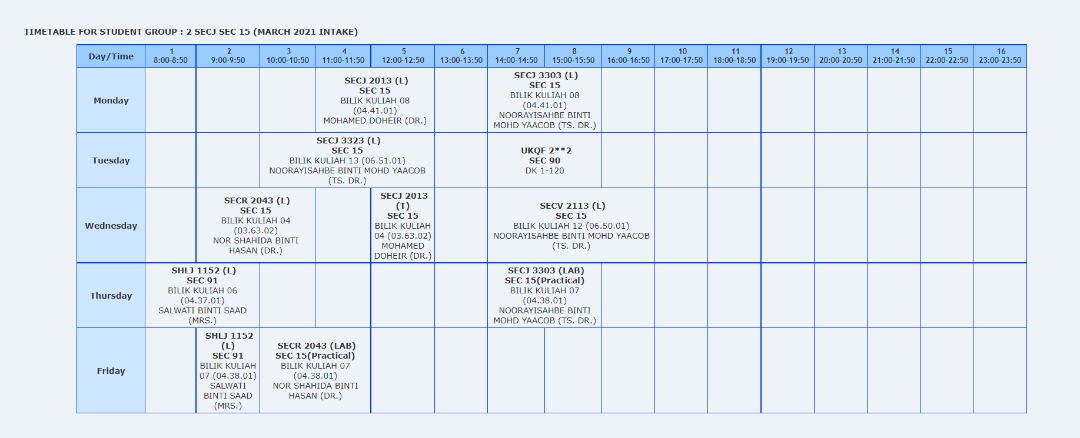 TIMETABLE FOR STUDENT GROUP : 2 SECJ SEC 15 (MARCH 2021 INTAKE)
Day/Time
1
8:00-8:50
2
9:00-9:50
3
10:00-10:50
4
11:00-11:50
5
12:00-12:50
6
13:00-13:50
7
14:00-14:50
8
15:00-15:50
9
16:00-16:50
10
17:00-17:50
11
18:00-18:50
12
19:00-19:50
13
20:00-20:50
14
21:00-21:50
15
22:00-22:50
16
23:00-23:50
Monday
SECJ 2013 (L)
SEC 15
BILIK KULIAH 08
(04.41.01)
MOHAMED DOHEIR (DR.)
SECJ 3303 (L)
SEC 15
BILIK KULIAH 08
(04.41.01)
NOORAYISAHBE BINTI
MOHD YAACOB (TS. DR.)
Tuesday
SECJ 3323 (L)
SEC 15
BILIK KULIAH 13 (06.51.01)
NOORAYISAHBE BINTI MOHD YAACOB
(TS. DR.)
UKQF 2**2
SEC 90
DK 1-120
Wednesday
SECR 2043 (L)
SEC 15
BILIK KULIAH 04
(03.63.02)
NOR SHAHIDA BINTI
HASAN (DR.)
SECJ 2013
(T)
SEC 15
BILIK KULIAH
04 (03.63.02)
MOHAMED
DOHEIR (DR.)
SECV 2113 (L)
SEC 15
BILIK KULIAH 12 (06.50.01)
NOORAYISAHBE BINTI MOHD YAACOB
(TS. DR.)
Thursday
SHLJ 1152 (L)
SEC 91
BILIK KULIAH 06
(04.37.01)
SALWATI BINTI SAAD
(MRS.)
SECJ 3303 (LAB)
SEC 15(Practical)
BILIK KULIAH 07
(04.38.01)
NOORAYISAHBE BINTI
MOHD YAACOB (TS. DR.)
Friday
SHLJ 1152
(L)
SEC 91
BILIK KULIAH
07 (04.38.01)
SALWATI
BINTI SAAD
(MRS.)
SECR 2043 (LAB)
SEC 15(Practical)
BILIK KULIAH 07
(04.38.01)
NOR SHAHIDA BINTI
HASAN (DR.)